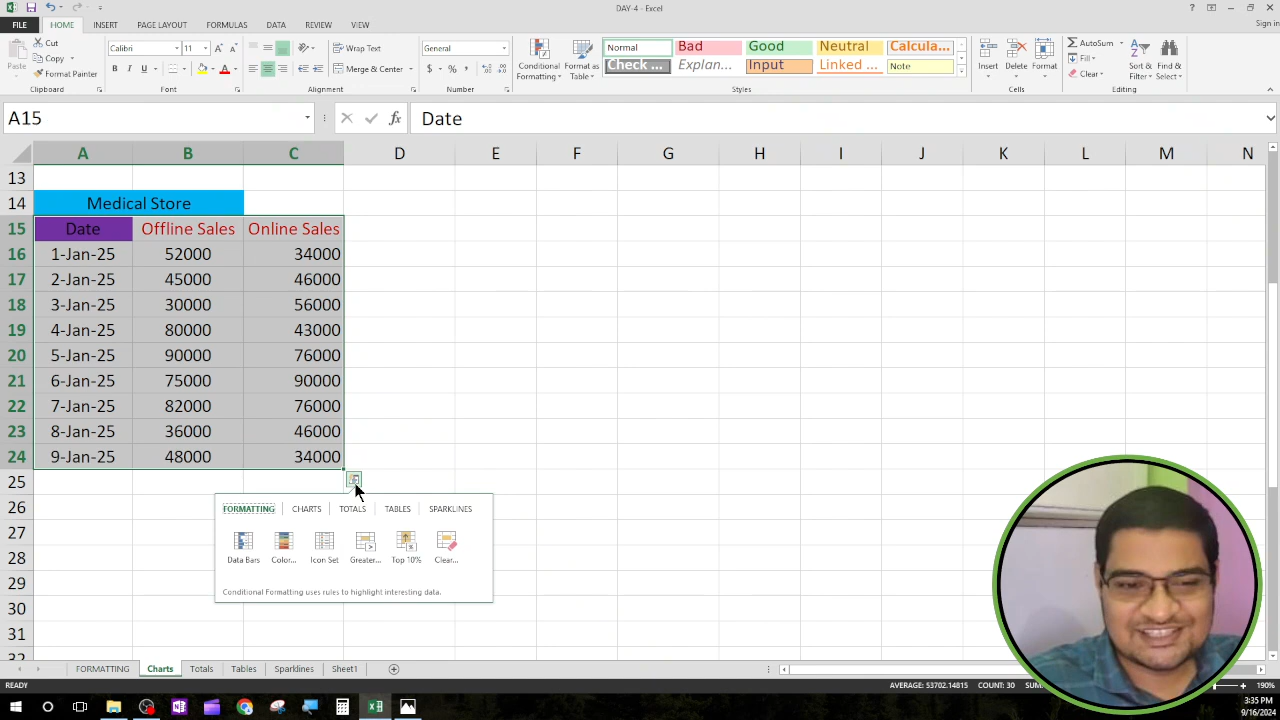 DAY-4 - Excel
Sign in
FILE HOME INSERT PAGE LAYOUT FORMULAS DATA REVIEW VIEW
Paste
Cut
Copy
Format Painter
Clipboard
Calibri 11
B I U
Font
Wrap Text
Merge & Center
Alignment
General
Number
Conditional Formatting
Format as Table
Normal Bad Good Neutral Calcula...
Check ... Explan... Input Linked ... Note
Styles
Insert Delete Format
Cells
AutoSum
Fill
Clear
Sort & Filter
Find & Select
Editing
A15 fx Date
A B C D E F G H I J K L M N
13
14 Medical Store
15 Date Offline Sales Online Sales
16 1-Jan-25 52000 34000
17 2-Jan-25 45000 46000
18 3-Jan-25 30000 56000
19 4-Jan-25 80000 43000
20 5-Jan-25 90000 76000
21 6-Jan-25 75000 90000
22 7-Jan-25 82000 76000
23 8-Jan-25 36000 46000
24 9-Jan-25 48000 34000
25
26
27
28
29
30
31
32
FORMATTING CHARTS TOTALS TABLES SPARKLINES
Data Bars Color... Icon Set Greater... Top 10% Clear...
Conditional Formatting uses rules to highlight interesting data.
FORMATTING Charts Totals Tables Sparklines Sheet1
READY AVERAGE: 53702.14815 COUNT: 30 190%
3:35 PM
9/16/2024